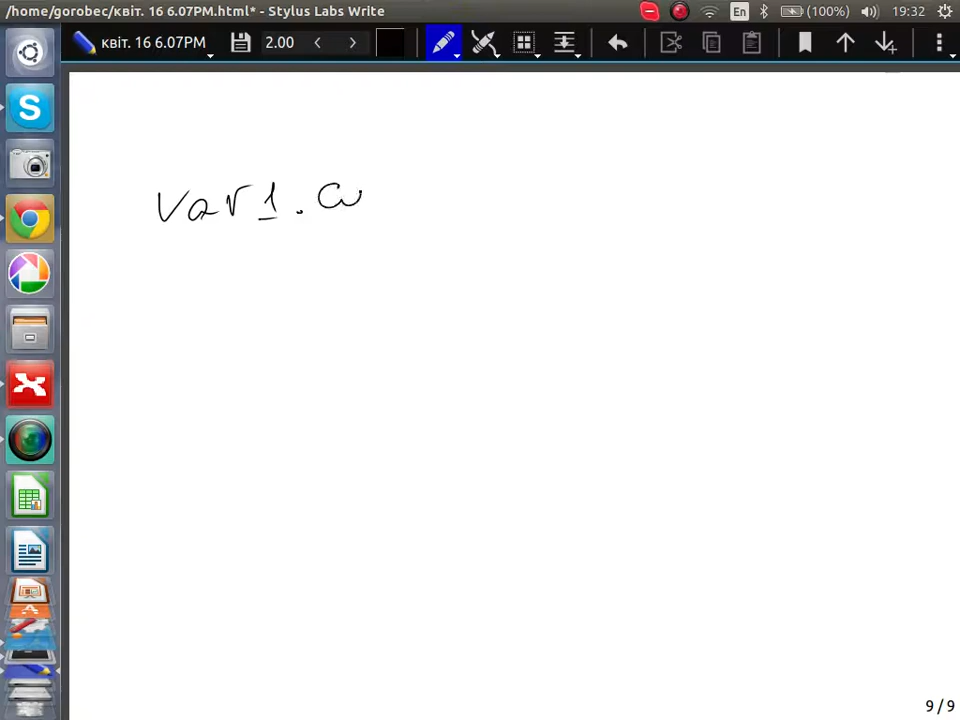 /home/gorobec/квіт. 16 6.07PM.html* - Stylus Labs Write
En
(100%)
19:32
квіт. 16 6.07PM
2.00
var1.
9 / 9